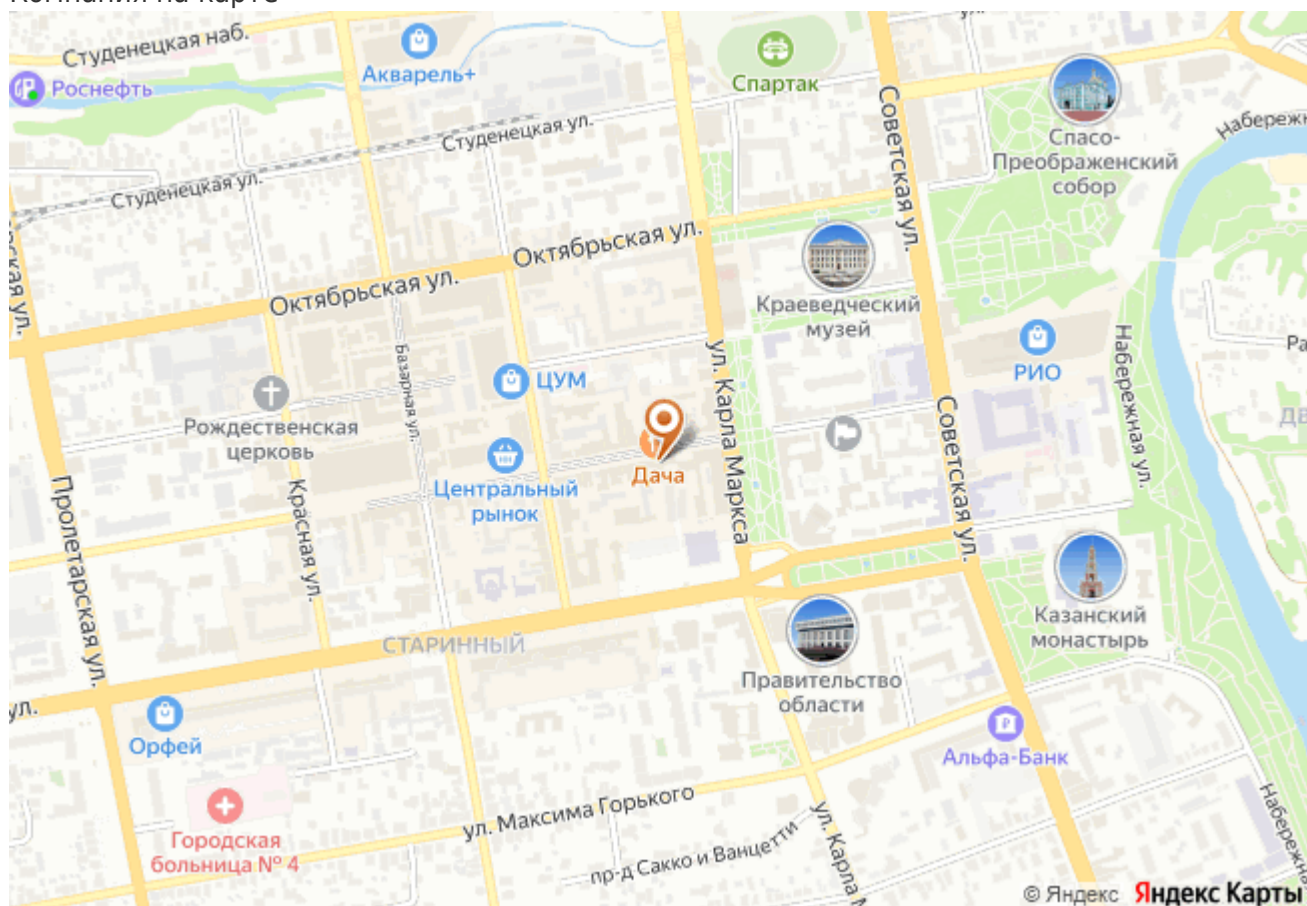 Студенецкая наб.
Роснефть
Акварель+
Спартак
Студенецкая ул.
Студенецкая ул.
Советская ул.
Спасо-
Преображенский
собор
Октябрьская ул.
Октябрьская ул.
Краеведческий
музей
ул. Карла Маркса
РИО
Набережная ул.
Базарная ул.
ЦУМ
Рождественская
церковь
Дача
Центральный
рынок
Советская ул.
Красная ул.
Пролетарская ул.
СТАРИННЫЙ
Казанский
монастырь
Правительство
области
ул.
Орфей
Альфа-Банк
ул. Максима Горького
Городская
больница № 4
пр-д Сакко и Ванцетти
ул. Карла
© Яндекс Яндекс Карты